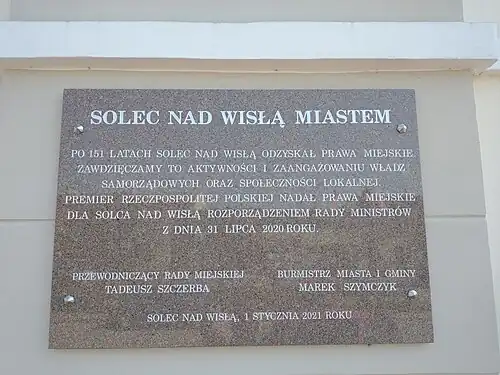 SOLEC NAD WISŁĄ MIASTEM
PO 151 LATACH SOLEC NAD WISŁĄ ODZYSKAŁ PRAWA MIEJSKIE.
ZAWDZIĘCZAMY TO AKTYWNOŚCI I ZAANGAŻOWANIU WŁADZ
SAMORZĄDOWYCH ORAZ SPOŁECZNOŚCI LOKALNEJ.
PREMIER RZECZPOSPOLITEJ POLSKIEJ NADAŁ PRAWA MIEJSKIE
DLA SOLCA NAD WISŁĄ ROZPORZĄDZENIEM RADY MINISTRÓW
Z DNIA 31 LIPCA 2020 ROKU.
PRZEWODNICZĄCY RADY MIEJSKIEJ BURMISTRZ MIASTA I GMINY
TADEUSZ SZCZERBA MAREK SZYMCZYK
SOLEC NAD WISŁĄ, 1 STYCZNIA 2021 ROKU